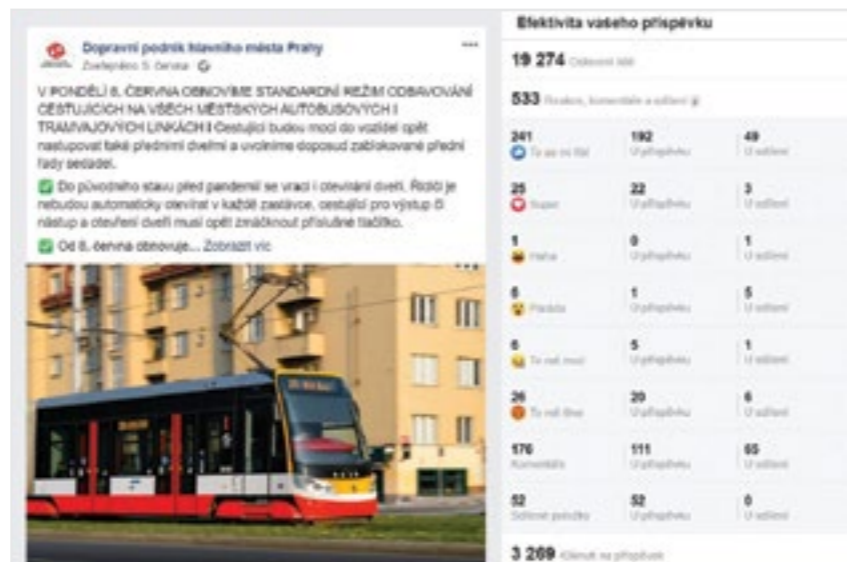 Dopravní podnik hlavního města Prahy
Zveřejněno 5. června
V PONDĚLÍ 8. ČERVNA OBNOVÍME STANDARDNÍ REŽIM ODBAVOVÁNÍ
CESTUJÍCÍCH NA VŠECH MĚSTSKÝCH AUTOBUSOVÝCH I
TRAMVAJOVÝCH LINKÁCH! Cestující budou moci do vozidel opět
nastupovat také předními dveřmi a uvolníme doposud zablokované přední
řady sedadel.
Do původního stavu před pandemií se vrací i otevírání dveří. Řidiči je
nebudou automaticky otevírat v každé zastávce, cestující pro výstup či
nástup a otevření dveří musí opět zmáčknout příslušné tlačítko.
Od 8. června obnovuje... Zobrazit víc
Efektivita vašeho příspěvku
19 274 Oslovení lidé
533 Reakce, komentáře a sdílení
241 192 49
To se mi líbí U příspěvku U sdílení
25 22 3
Super U příspěvku U sdílení
1 0 1
Haha U příspěvku U sdílení
6 1 5
Paráda U příspěvku U sdílení
6 5 1
To mě mrzí U příspěvku U sdílení
26 20 6
To mě štve U příspěvku U sdílení
176 111 65
Komentáře U příspěvku U sdílení
52 52 0
Sdílené položky U příspěvku U sdílení
3 269 Kliknutí na příspěvek